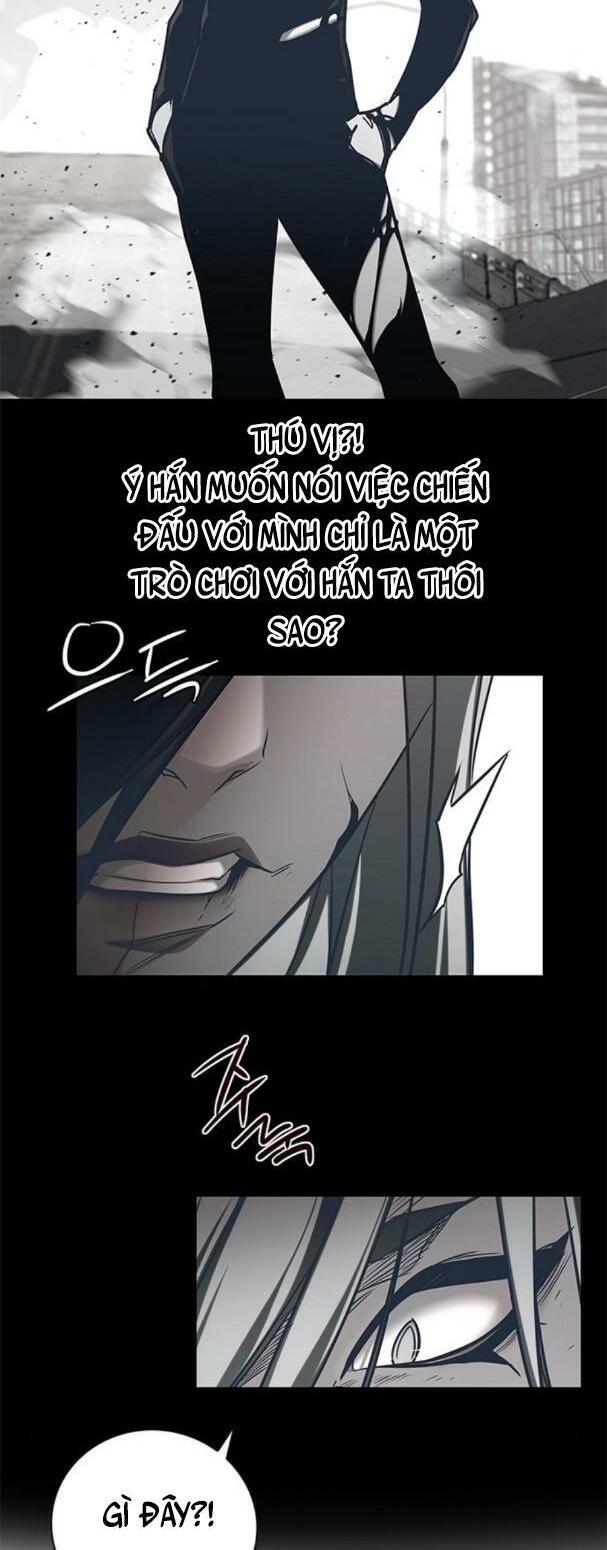 THÚ VỊ?!
Ý HẮN MUỐN NÓI VIỆC CHIẾN
ĐẤU VỚI MÌNH CHỈ LÀ MỘT
TRÒ CHƠI VỚI HẮN TA THÔI
SAO?
으득
GÌ ĐÂY?!